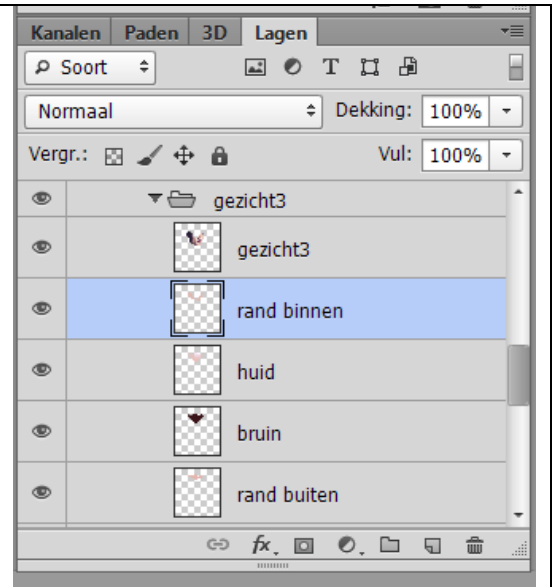 Kanalen Paden 3D Lagen
Soort
Normaal Dekking: 100%
Vergr.: Vul: 100%
gezicht3
gezicht3
rand binnen
huid
bruin
rand buiten